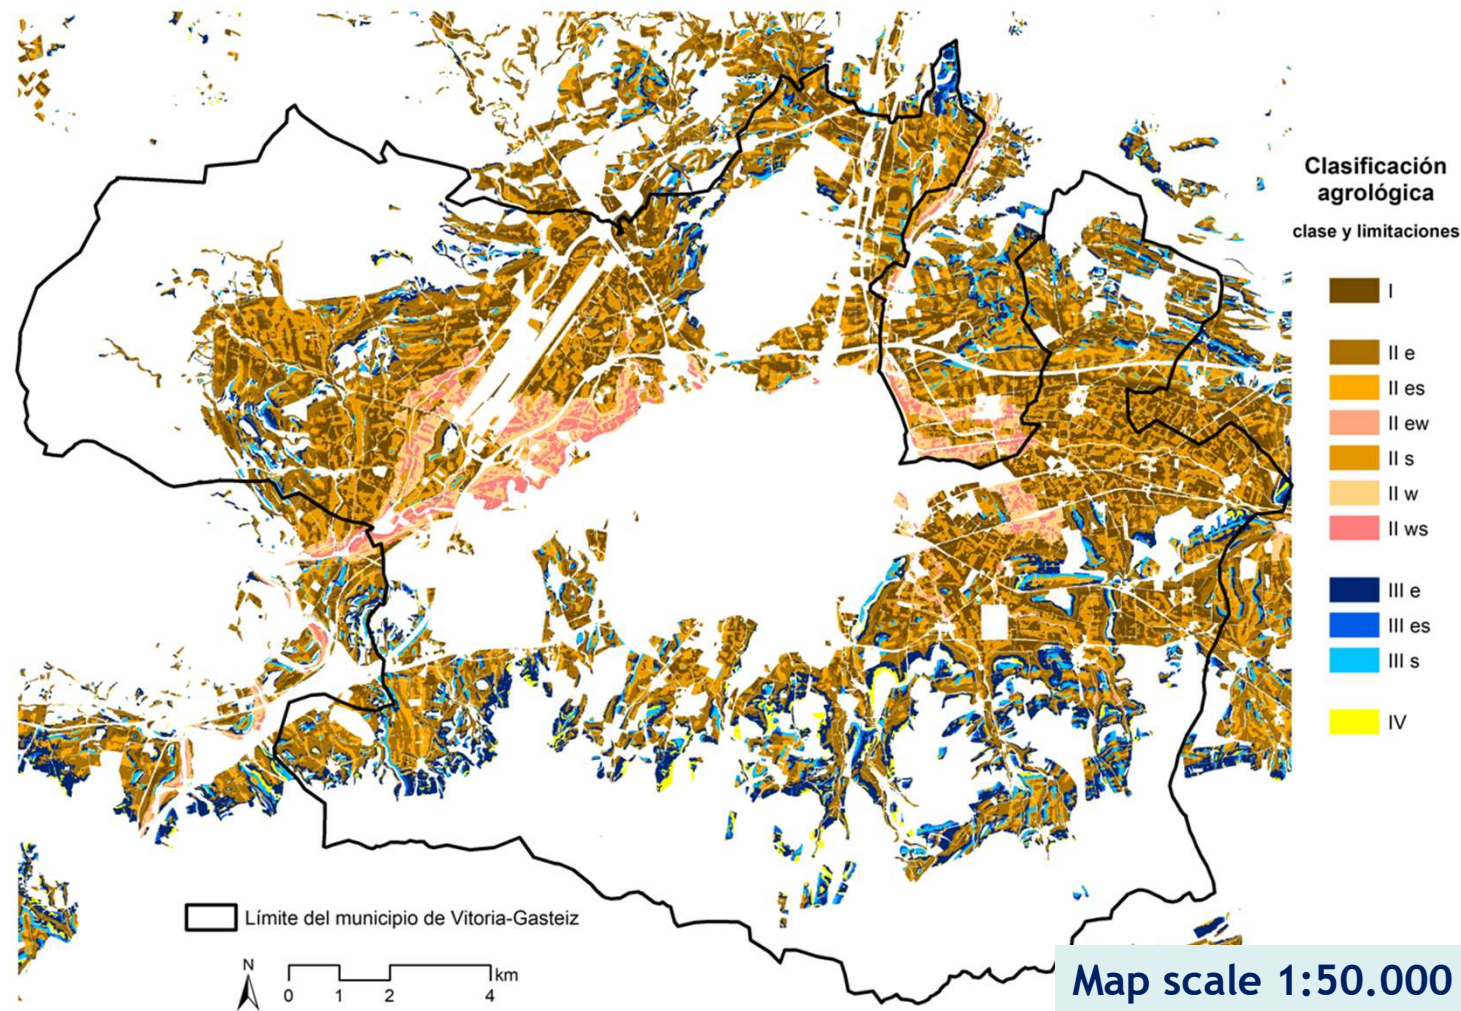 Clasificación
agrológica
clase y limitaciones
I
II e
II es
II ew
II s
II w
II ws
III e
III es
III s
IV
Límite del municipio de Vitoria-Gasteiz
N
km
0 1 2 4
Map scale 1:50.000